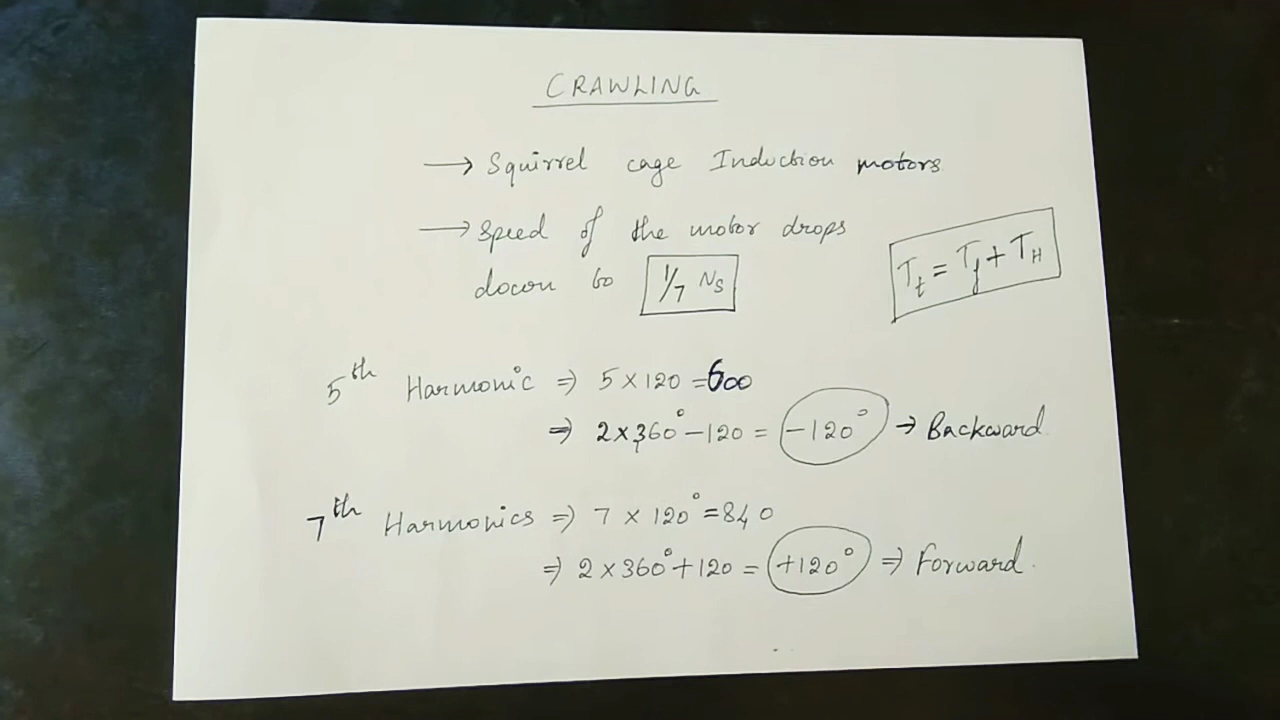 CRAWLING
→ Squirrel cage Induction motors
→ Speed of the motor drops
down to 1/7 Ns
Tt = Tf + TH
5th Harmonic ⇒ 5 × 120 = 600
⇒ 2 × 360° - 120 = -120° → Backward
7th Harmonics ⇒ 7 × 120° = 840
⇒ 2 × 360° + 120 = +120° ⇒ Forward.